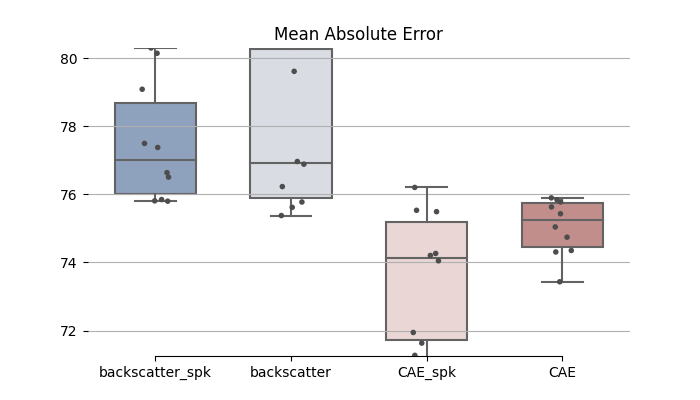 Mean Absolute Error
80
78
76
74
72
backscatter_spk
backscatter
CAE_spk
CAE